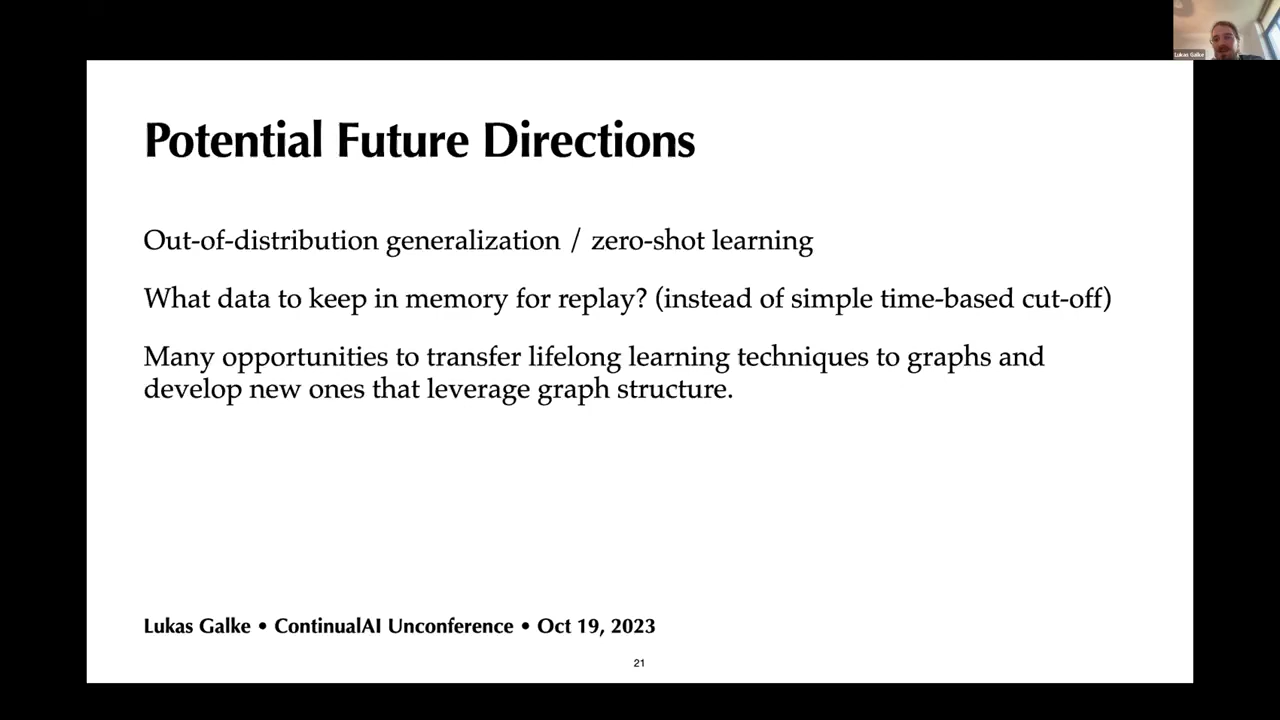 Lukas Galke
Potential Future Directions
Out-of-distribution generalization / zero-shot learning
What data to keep in memory for replay? (instead of simple time-based cut-off)
Many opportunities to transfer lifelong learning techniques to graphs and
develop new ones that leverage graph structure.
Lukas Galke • ContinualAI Unconference • Oct 19, 2023
21